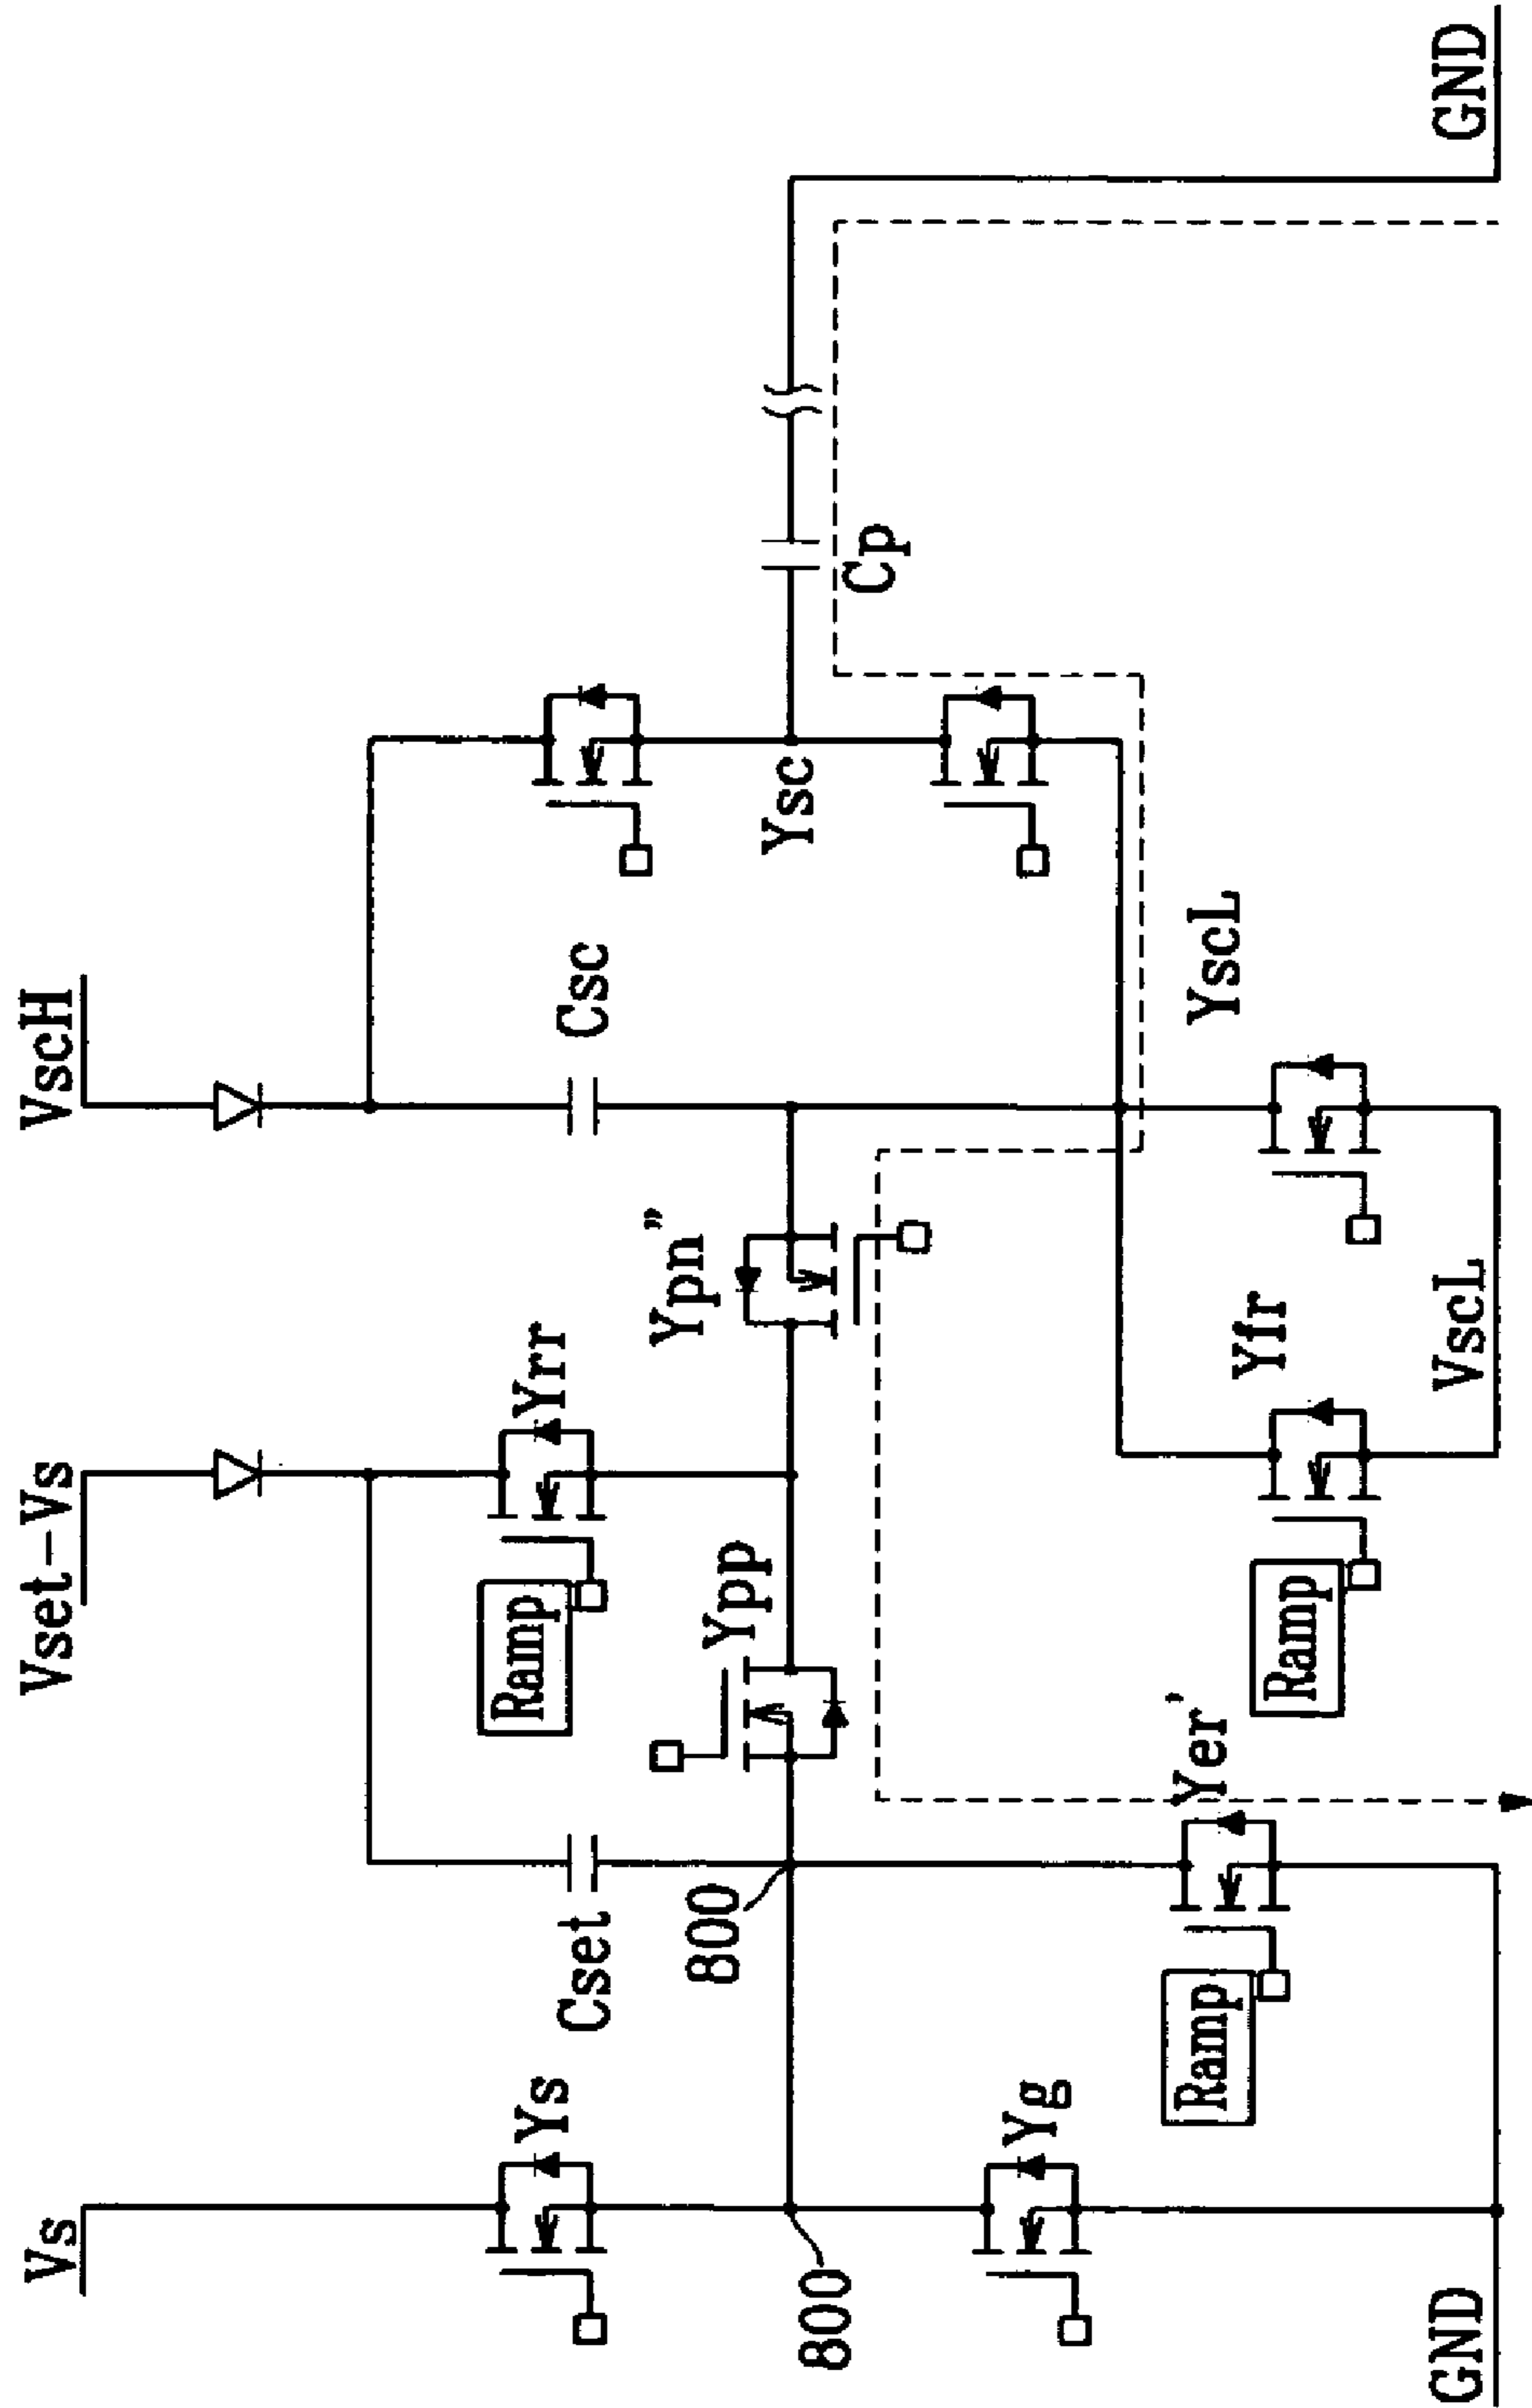 Vs
Vset-Vs
VscH
Ys
Cset
Ramp
Yrr
Csc
800
Ypp
Ypn"
Ysc
Cp
800
Yg
Ramp
Yer'
Ramp
Yfr
YscL
GND
VscL
GND